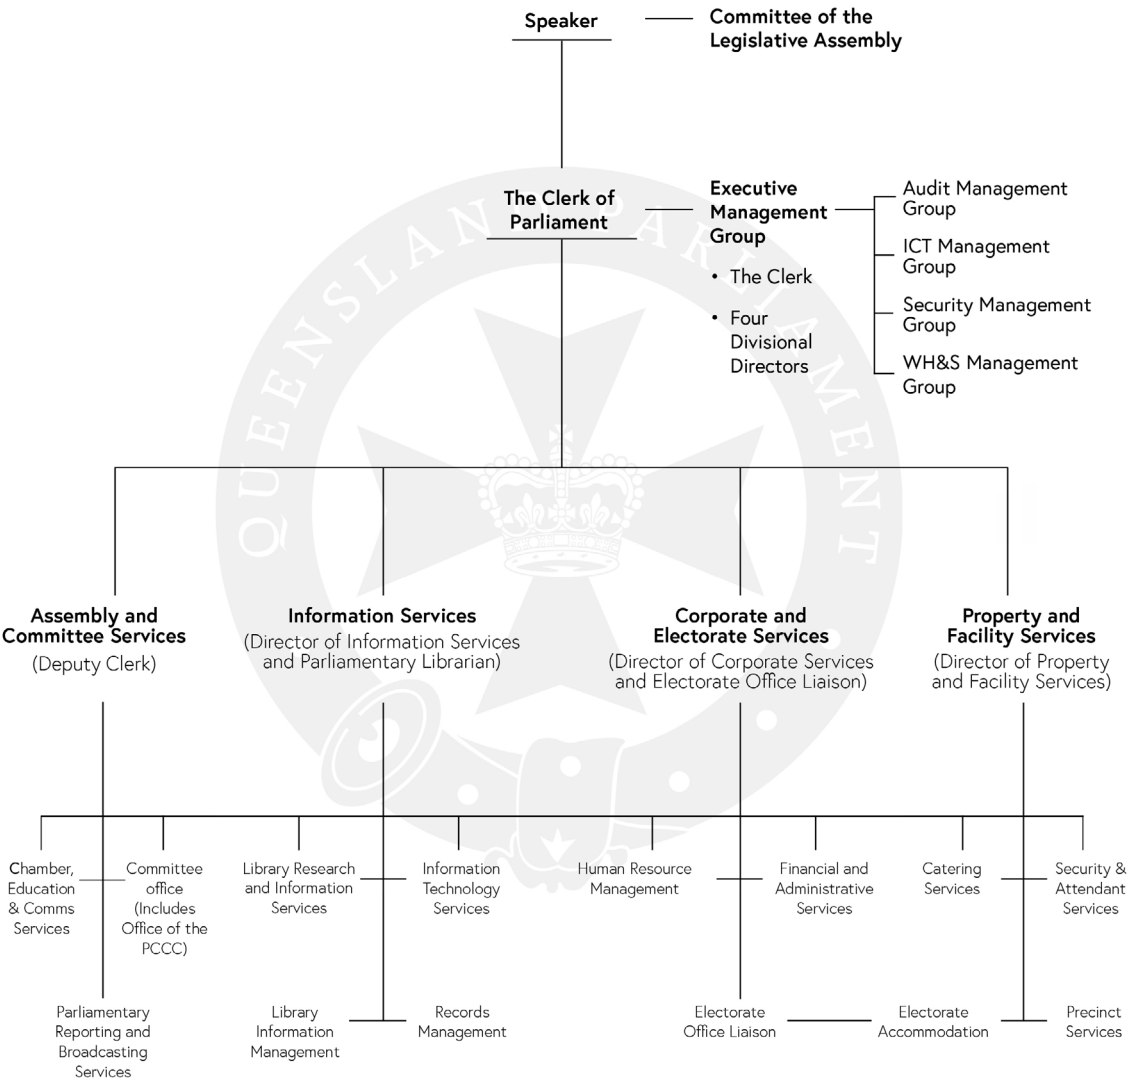 Speaker
Committee of the
Legislative Assembly
The Clerk of
Parliament
Executive
Management
Group
• The Clerk
• Four
Divisional
Directors
Audit Management
Group
ICT Management
Group
Security Management
Group
WH&S Management
Group
QUEENSLAND PARLIAMENT
Assembly and
Committee Services
(Deputy Clerk)
Information Services
(Director of Information Services
and Parliamentary Librarian)
Corporate and
Electorate Services
(Director of Corporate Services
and Electorate Office Liaison)
Property and
Facility Services
(Director of Property
and Facility Services)
Chamber,
Education
& Comms
Services
Committee
office
(Includes
Office of the
PCCC)
Library Research
and Information
Services
Information
Technology
Services
Human Resource
Management
Financial and
Administrative
Services
Catering
Services
Security &
Attendant
Services
Parliamentary
Reporting and
Broadcasting
Services
Library
Information
Management
Records
Management
Electorate
Office Liaison
Electorate
Accommodation
Precinct
Services